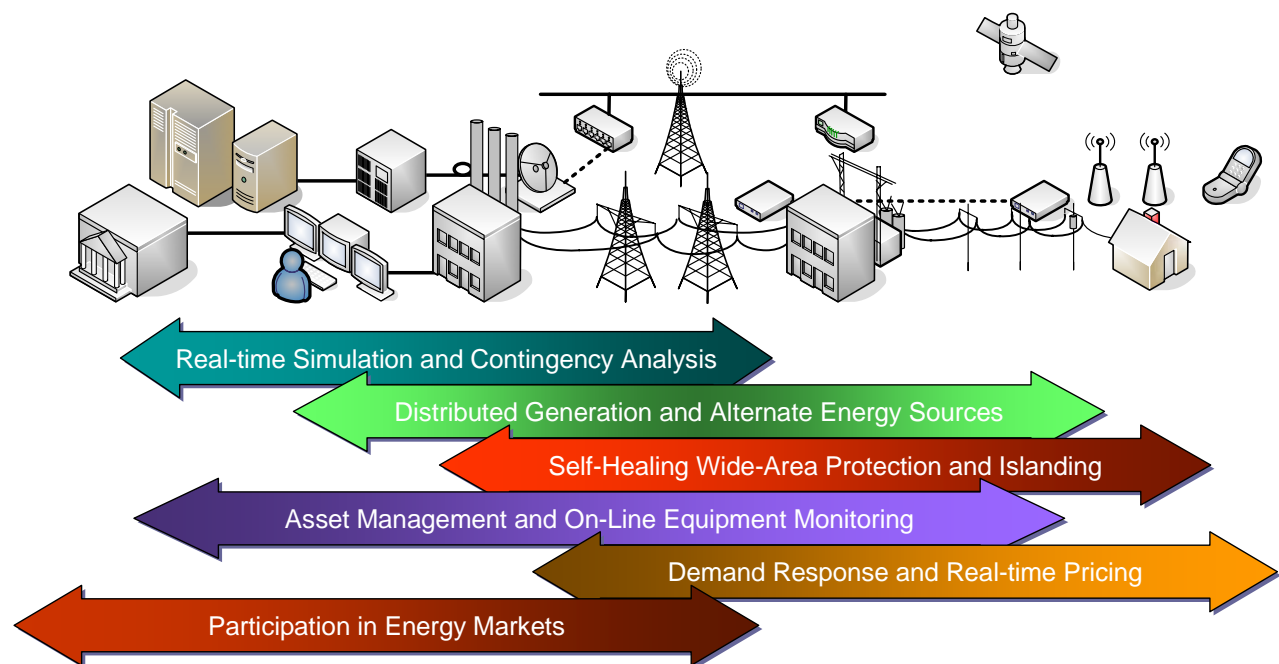 Real-time Simulation and Contingency Analysis
Distributed Generation and Alternate Energy Sources
Self-Healing Wide-Area Protection and Islanding
Asset Management and On-Line Equipment Monitoring
Demand Response and Real-time Pricing
Participation in Energy Markets